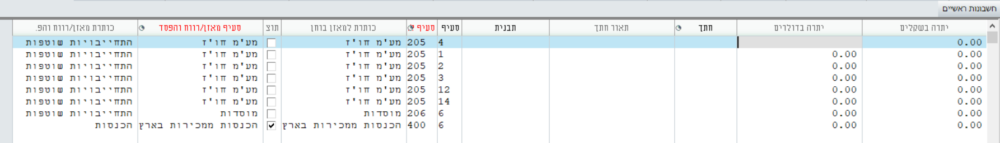 חשבונות ראשיים
יתרה בשקלים יתרה בדולרים חתך תאור חתך תבנית סעיף סעיף י כותרת למאזן בוחן תוצ סעיף מאזן/רווח והפסד כותרת מאזן/רווח והפ.
0.00 4 205 מע'מ חו'ז מע'מ חו'ז התחייבויות שוטפות
0.00 0.00 1 205 מע'מ חו'ז מע'מ חו'ז התחייבויות שוטפות
0.00 0.00 2 205 מע'מ חו'ז מע'מ חו'ז התחייבויות שוטפות
0.00 0.00 3 205 מע'מ חו'ז מע'מ חו'ז התחייבויות שוטפות
0.00 0.00 12 205 מע'מ חו'ז מע'מ חו'ז התחייבויות שוטפות
0.00 0.00 14 205 מע'מ חו'ז מע'מ חו'ז התחייבויות שוטפות
0.00 0.00 6 206 מוסדות מוסדות התחייבויות שוטפות
0.00 0.00 6 400 הכנסות ממכירות בארץ הכנסות ממכירות בארץ הכנסות